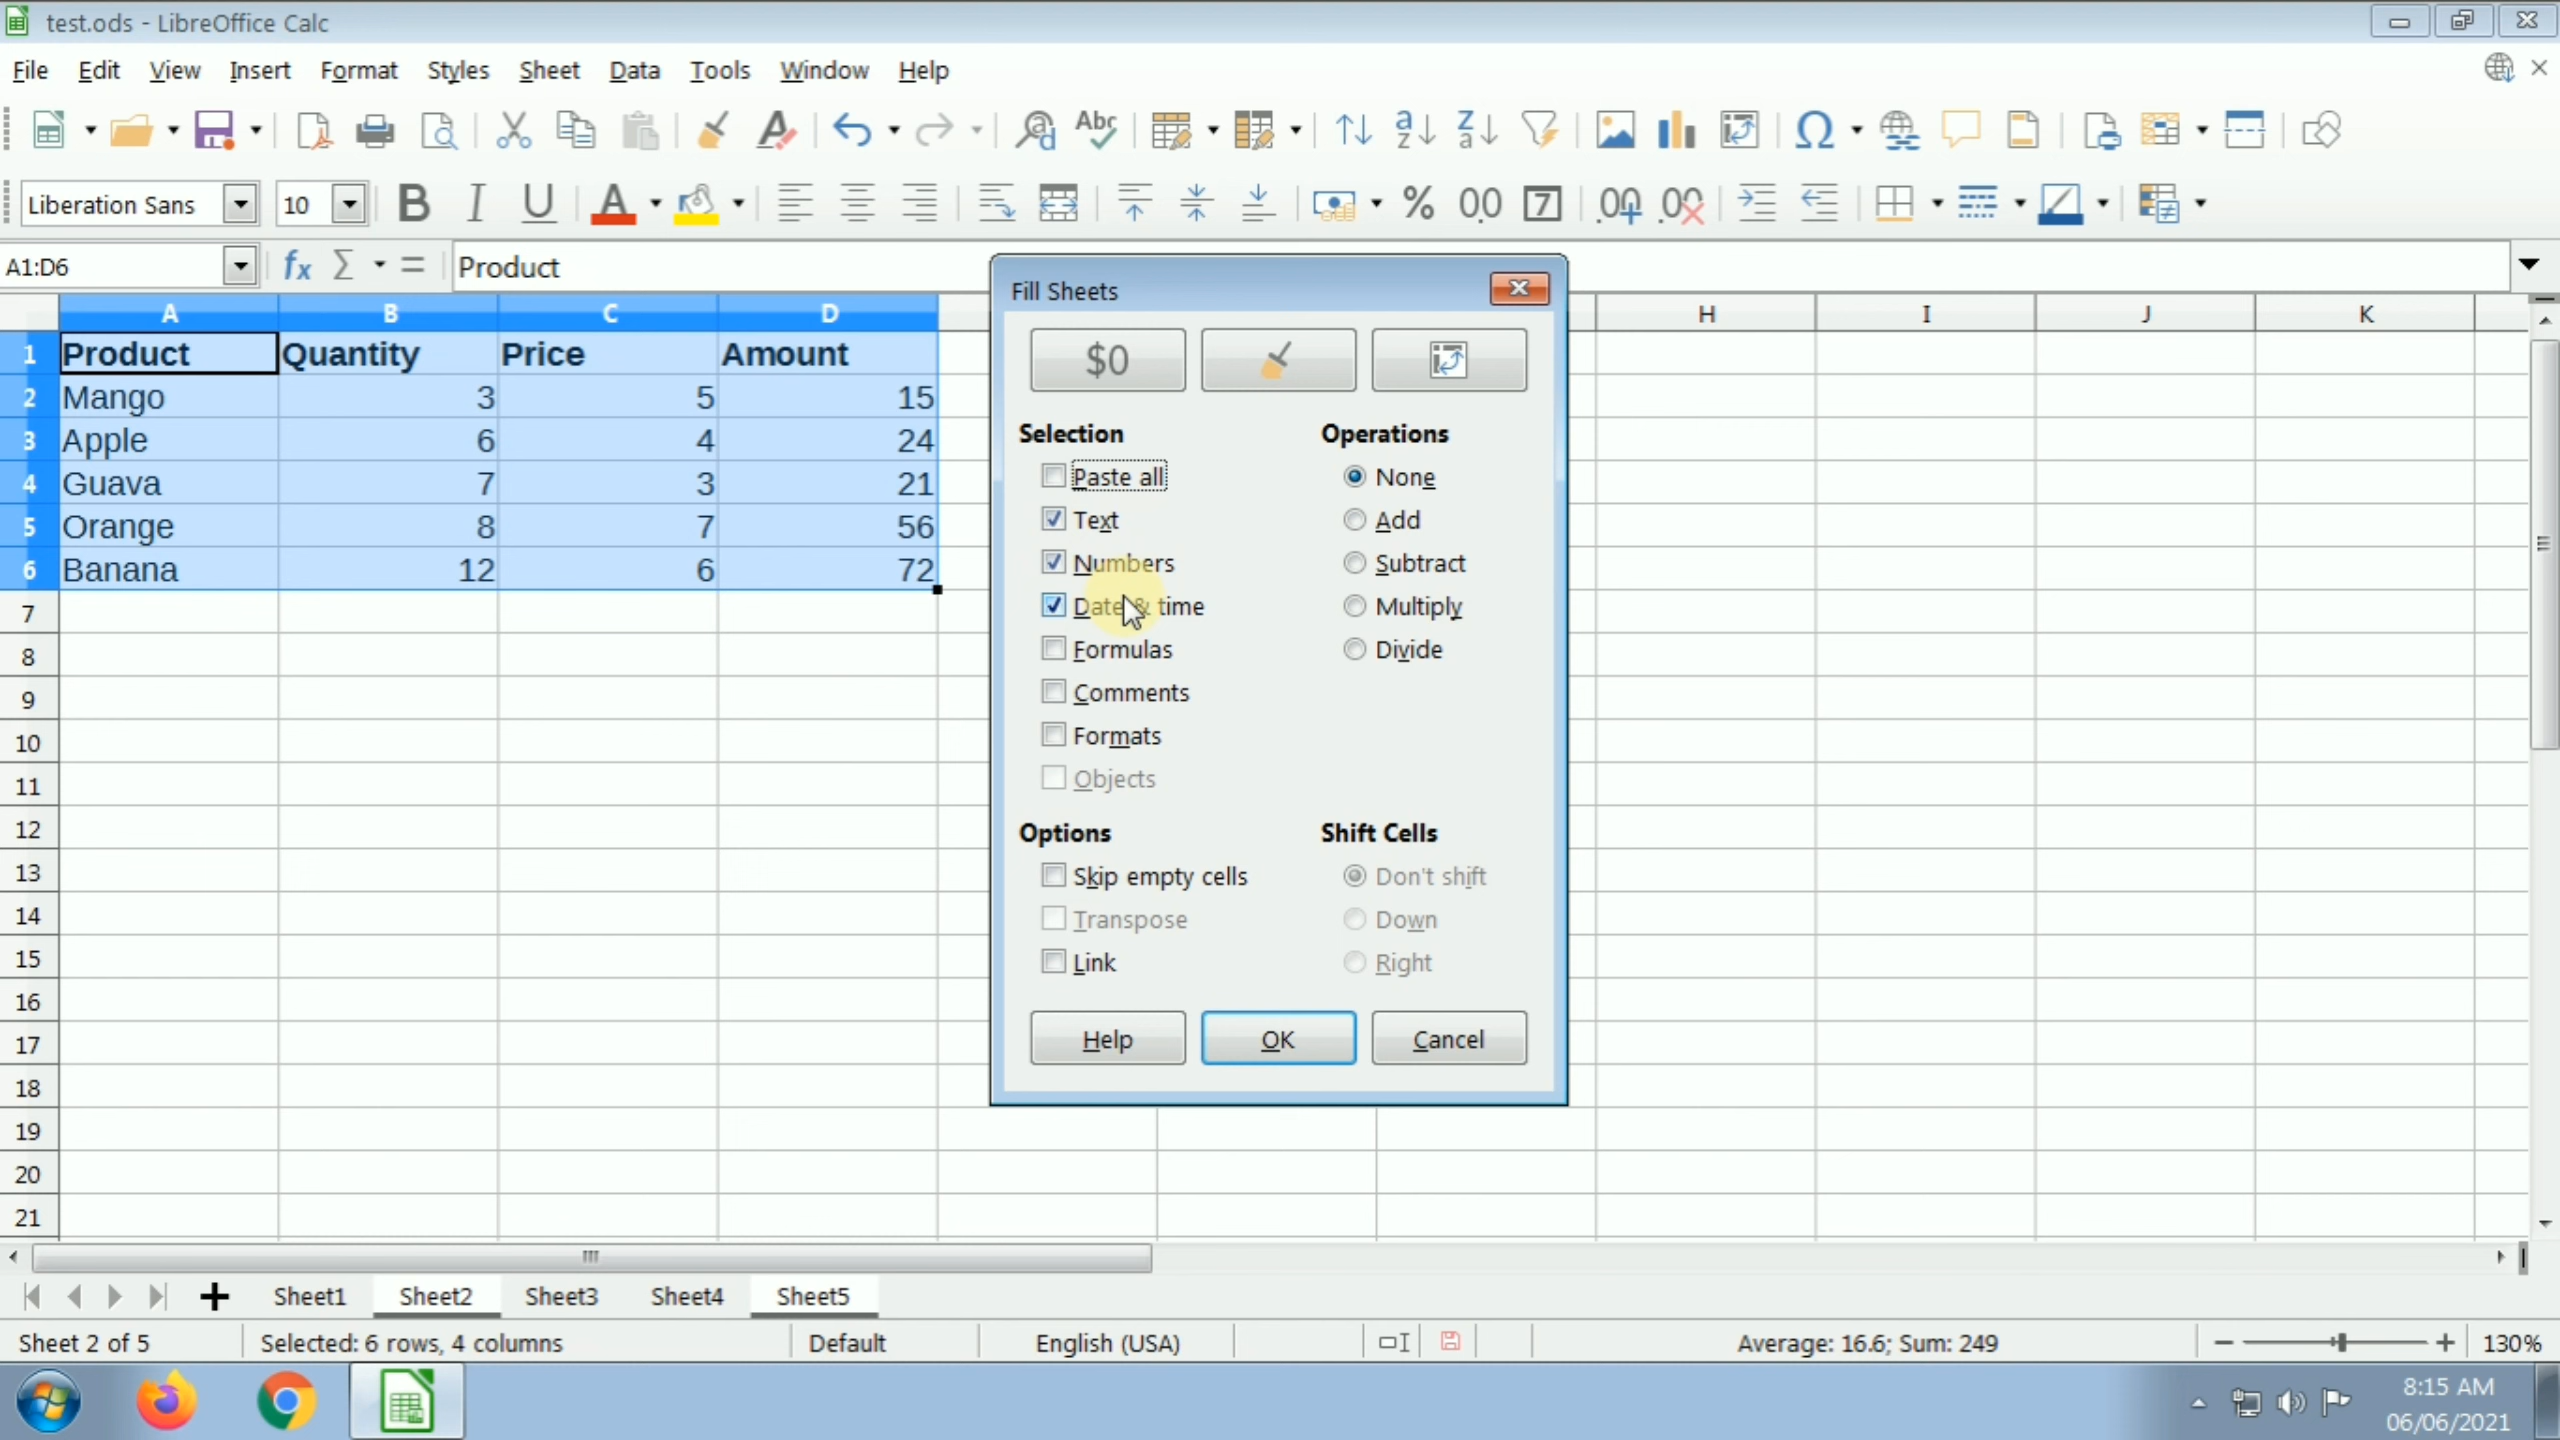 test.ods - LibreOffice Calc
File Edit View Insert Format Styles Sheet Data Tools Window Help
Liberation Sans 10
A1:D6 Product
Fill Sheets
A B C D H I J K
1 Product Quantity Price Amount
2 Mango 3 5 15
3 Apple 6 4 24
4 Guava 7 3 21
5 Orange 8 7 56
6 Banana 12 6 72
7
8
9
10
11
12
13
14
15
16
17
18
19
20
21
$0
Selection
Paste all
Text
Numbers
Date & time
Formulas
Comments
Formats
Objects
Operations
None
Add
Subtract
Multiply
Divide
Options
Skip empty cells
Transpose
Link
Shift Cells
Don't shift
Down
Right
Help OK Cancel
Sheet1 Sheet2 Sheet3 Sheet4 Sheet5
Sheet 2 of 5 Selected: 6 rows, 4 columns Default English (USA) Average: 16.6; Sum: 249 130%
8:15 AM
06/06/2021